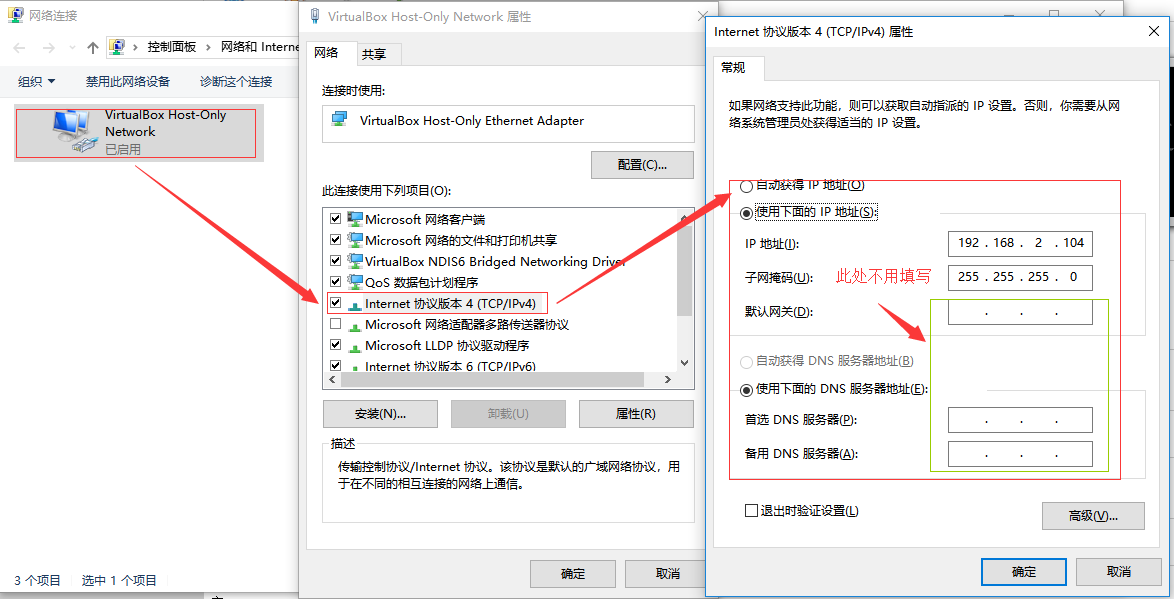 网络连接
控制面板 › 网络和 Interne
组织
禁用此网络设备
诊断这个连接
VirtualBox Host-Only
Network
已启用
3 个项目
选中 1 个项目
VirtualBox Host-Only Network 属性
网络
共享
连接时使用:
VirtualBox Host-Only Ethernet Adapter
配置(C)...
此连接使用下列项目(O):
Microsoft 网络客户端
Microsoft 网络的文件和打印机共享
VirtualBox NDIS6 Bridged Networking Driver
QoS 数据包计划程序
Internet 协议版本 4 (TCP/IPv4)
Microsoft 网络适配器多路传送器协议
Microsoft LLDP 协议驱动程序
Internet 协议版本 6 (TCP/IPv6)
安装(N)...
卸载(U)
属性(R)
描述
传输控制协议/Internet 协议。该协议是默认的广域网络协议，用
于在不同的相互连接的网络上通信。
确定
取消
Internet 协议版本 4 (TCP/IPv4) 属性
常规
如果网络支持此功能，则可以获取自动指派的 IP 设置。否则，你需要从网
络系统管理员处获得适当的 IP 设置。
自动获得 IP 地址(O)
使用下面的 IP 地址(S):
IP 地址(I):
192 . 168 . 2 . 104
子网掩码(U):
此处不用填写
255 . 255 . 255 . 0
默认网关(D):
. . .
自动获得 DNS 服务器地址(B)
使用下面的 DNS 服务器地址(E):
首选 DNS 服务器(P):
. . .
备用 DNS 服务器(A):
. . .
退出时验证设置(L)
高级(V)...
确定
取消